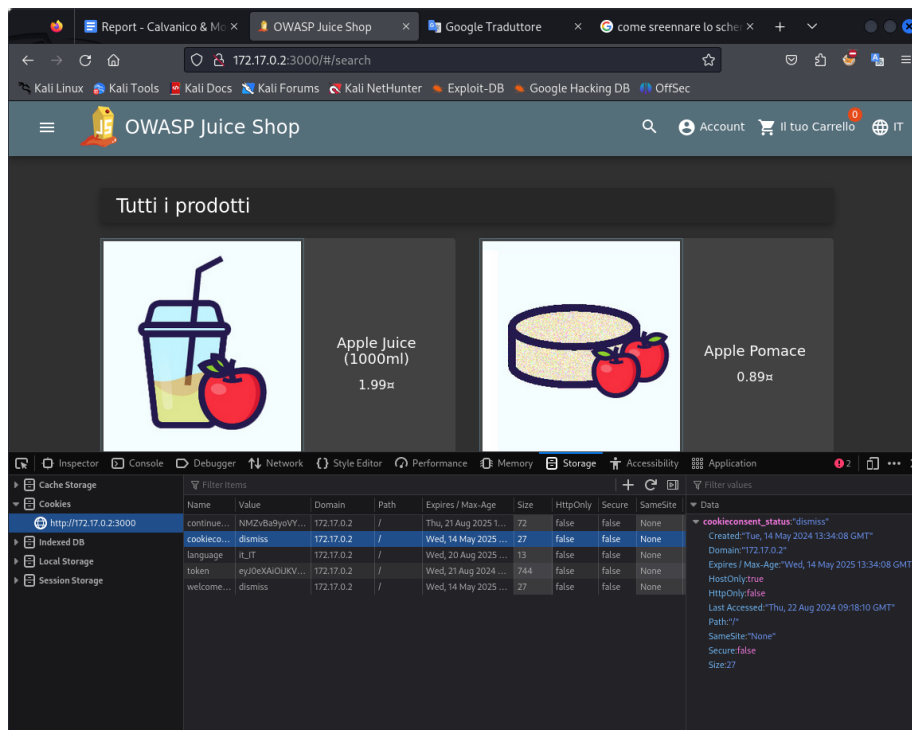 Report - Calvanico & Mo
OWASP Juice Shop
Google Traduttore
come sreennare lo sche
172.17.0.2:3000/#/search
Kali Linux Kali Tools Kali Docs Kali Forums Kali NetHunter Exploit-DB Google Hacking DB OffSec
OWASP Juice Shop
Account
0
Il tuo Carrello
IT
Tutti i prodotti
Apple Juice
(1000ml)
1.99¤
Apple Pomace
0.89¤
Inspector Console Debugger Network Style Editor Performance Memory Storage Accessibility Application 2
Cache Storage
Cookies
http://172.17.0.2:3000
Indexed DB
Local Storage
Session Storage
Filter Items
Name Value Domain Path Expires / Max-Age Size HttpOnly Secure SameSite
continue... NMZvBa9yoVY... 172.17.0.2 / Thu, 21 Aug 2025 1... 72 false false None
cookieco... dismiss 172.17.0.2 / Wed, 14 May 2025 ... 27 false false None
language it_IT 172.17.0.2 / Wed, 20 Aug 2025 ... 13 false false None
token eyJ0eXAiOiJKV... 172.17.0.2 / Wed, 21 Aug 2024 ... 744 false false None
welcome... dismiss 172.17.0.2 / Wed, 14 May 2025 ... 27 false false None
Filter values
Data
cookieconsent_status:"dismiss"
Created:"Tue, 14 May 2024 13:34:08 GMT"
Domain:"172.17.0.2"
Expires / Max-Age:"Wed, 14 May 2025 13:34:08 GMT
HostOnly:true
HttpOnly:false
Last Accessed:"Thu, 22 Aug 2024 09:18:10 GMT"
Path:"/"
SameSite:"None"
Secure:false
Size:27